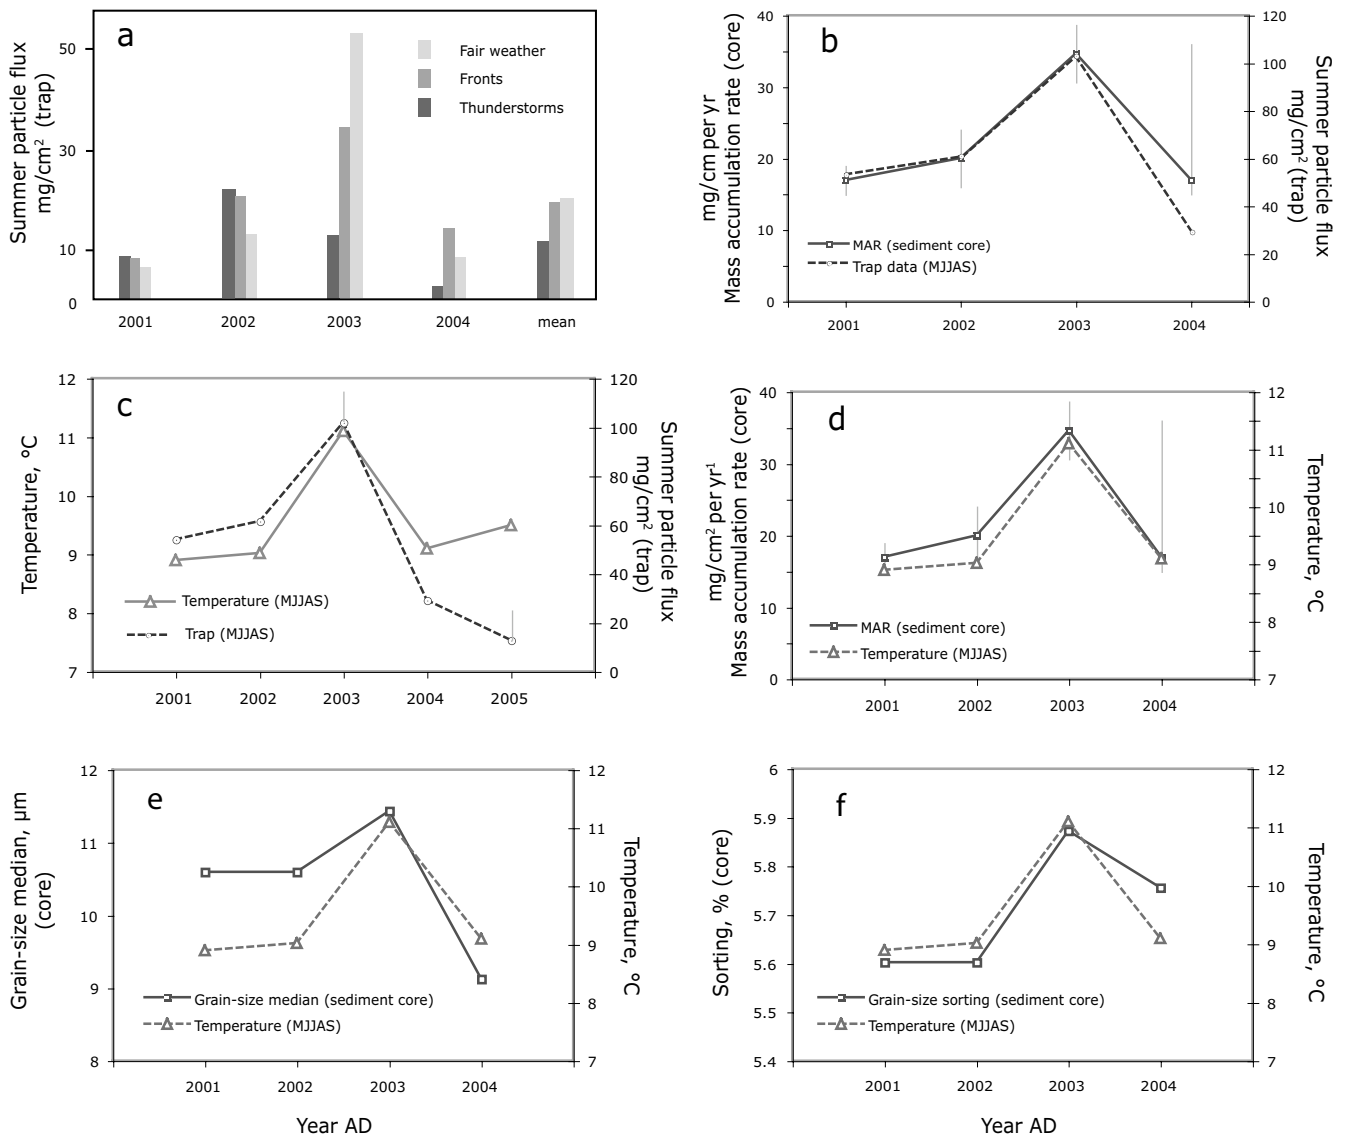 a
Summer particle flux
mg/cm2 (trap)
50
30
10
0
Fair weather
Fronts
Thunderstorms
2001 2002 2003 2004 mean
b
mg/cm per yr
Mass accumulation rate (core)
40
30
20
10
0
120
100
80
60
40
20
0
Summer particle flux
mg/cm2 (trap)
MAR (sediment core)
Trap data (MJJAS)
2001 2002 2003 2004
c
Temperature, °C
12
11
10
9
8
7
120
100
80
60
40
20
0
Summer particle flux
mg/cm2 (trap)
Temperature (MJJAS)
Trap (MJJAS)
2001 2002 2003 2004 2005
d
mg/cm2 per yr1
Mass accumulation rate (core)
40
30
20
10
0
12
11
10
9
8
7
Temperature, °C
MAR (sediment core)
Temperature (MJJAS)
2001 2002 2003 2004
e
Grain-size median, µm
(core)
12
11
10
9
8
12
11
10
9
8
7
Temperature, °C
Grain-size median (sediment core)
Temperature (MJJAS)
2001 2002 2003 2004
Year AD
f
Sorting, % (core)
6
5.9
5.8
5.7
5.6
5.5
5.4
12
11
10
9
8
7
Temperature, °C
Grain-size sorting (sediment core)
Temperature (MJJAS)
2001 2002 2003 2004
Year AD